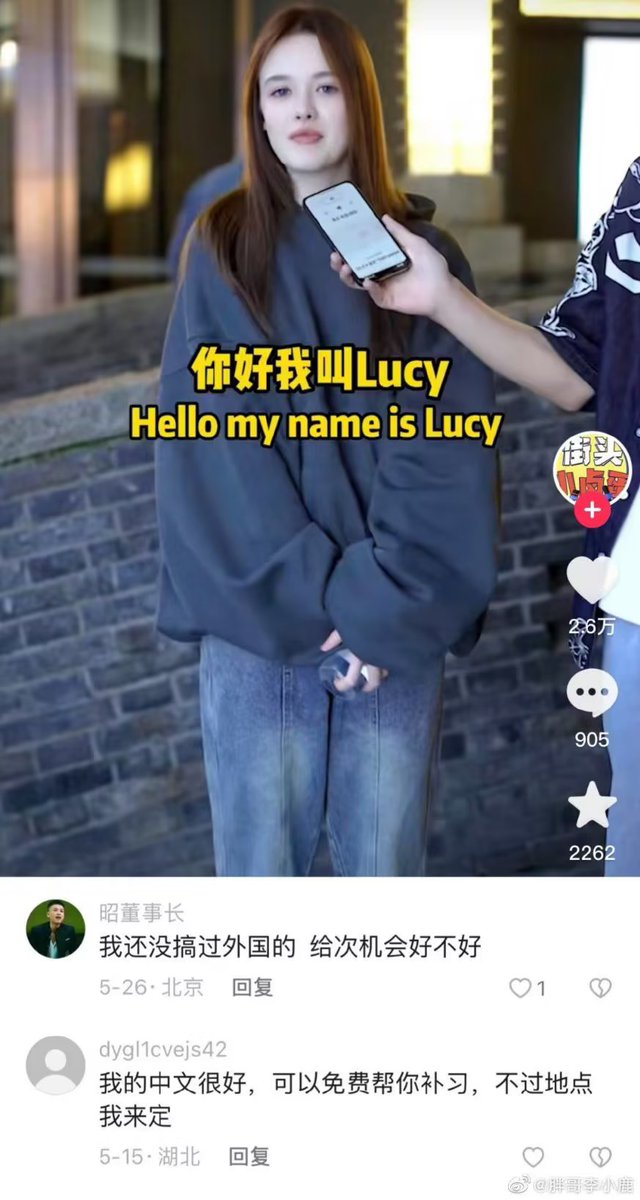 你好我叫Lucy
Hello my name is Lucy
街头
2.6万
905
2262
昭董事长
我还没搞过外国的 给次机会好不好
5-26·北京 回复
1
dygl1cvejs42
我的中文很好，可以免费帮你补习，不过地点
我来定
5-15·湖北 回复
@胖哥李小鹿